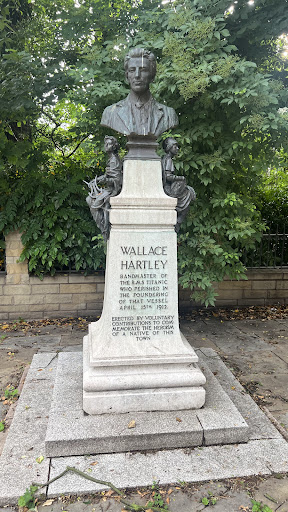 WALLACE
HARTLEY
BANDMASTER OF
THE R.M.S TITANIC
WHO PERISHED IN
THE FOUNDERING
OF THAT VESSEL
APRIL 15TH 1912
ERECTED BY VOLUNTARY
CONTRIBUTIONS TO COM-
MEMORATE THE HEROISM
OF A NATIVE OF THIS
TOWN